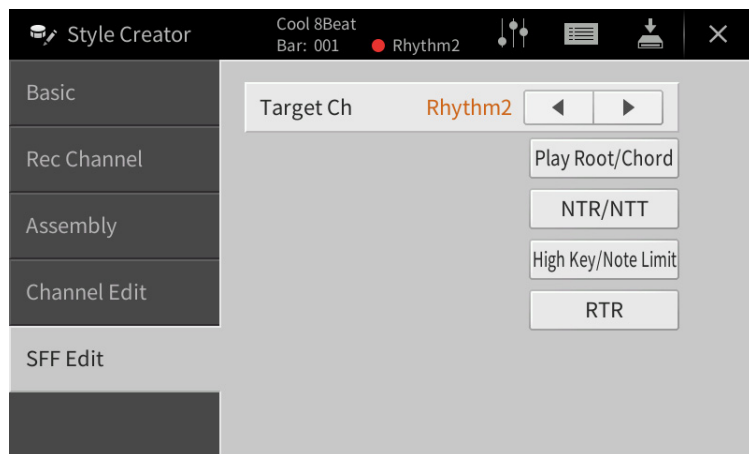 Style Creator
Cool 8Beat
Bar: 001
Rhythm2
Basic
Rec Channel
Assembly
Channel Edit
SFF Edit
Target Ch Rhythm2
Play Root/Chord
NTR/NTT
High Key/Note Limit
RTR